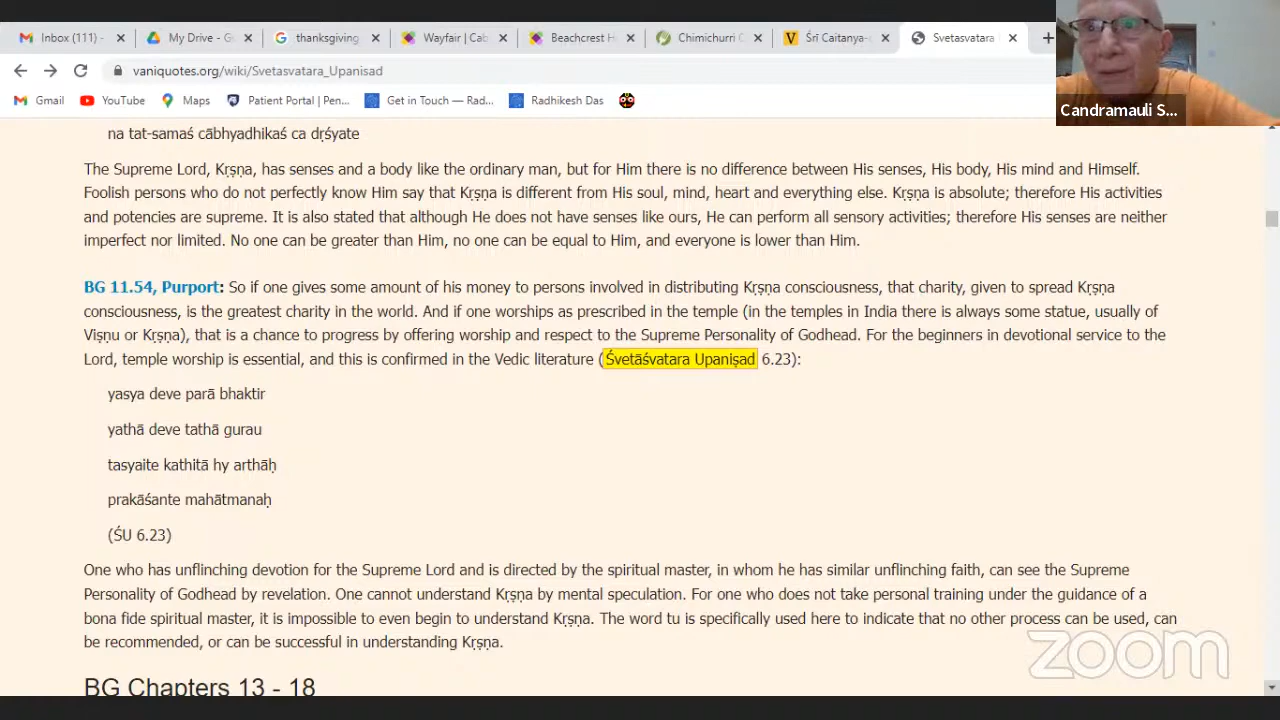 Inbox (111) -
My Drive - G
thanksgiving
Wayfair | Cab
Beachcrest H
Chimichurri C
Śrī Caitanya-c
Svetasvatara
vaniquotes.org/wiki/Svetasvatara_Upanisad
Gmail
YouTube
Maps
Patient Portal | Pen...
Get in Touch — Rad...
Radhikesh Das
Candramauli S...
na tat-samaś cābhyadhikaś ca dṛśyate
The Supreme Lord, Kṛṣṇa, has senses and a body like the ordinary man, but for Him there is no difference between His senses, His body, His mind and Himself.
Foolish persons who do not perfectly know Him say that Kṛṣṇa is different from His soul, mind, heart and everything else. Kṛṣṇa is absolute; therefore His activities
and potencies are supreme. It is also stated that although He does not have senses like ours, He can perform all sensory activities; therefore His senses are neither
imperfect nor limited. No one can be greater than Him, no one can be equal to Him, and everyone is lower than Him.
BG 11.54, Purport: So if one gives some amount of his money to persons involved in distributing Kṛṣṇa consciousness, that charity, given to spread Kṛṣṇa
consciousness, is the greatest charity in the world. And if one worships as prescribed in the temple (in the temples in India there is always some statue, usually of
Viṣṇu or Kṛṣṇa), that is a chance to progress by offering worship and respect to the Supreme Personality of Godhead. For the beginners in devotional service to the
Lord, temple worship is essential, and this is confirmed in the Vedic literature (Śvetāśvatara Upaniṣad 6.23):
yasya deve parā bhaktir
yathā deve tathā gurau
tasyaite kathitā hy arthāḥ
prakāśante mahātmanaḥ
(ŚU 6.23)
One who has unflinching devotion for the Supreme Lord and is directed by the spiritual master, in whom he has similar unflinching faith, can see the Supreme
Personality of Godhead by revelation. One cannot understand Kṛṣṇa by mental speculation. For one who does not take personal training under the guidance of a
bona fide spiritual master, it is impossible to even begin to understand Kṛṣṇa. The word tu is specifically used here to indicate that no other process can be used, can
be recommended, or can be successful in understanding Kṛṣṇa.
zoom
BG Chapters 13 - 18